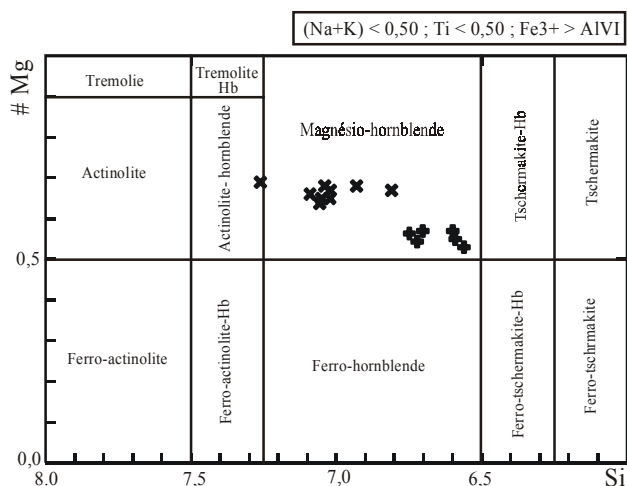 (Na+K) < 0,50 ; Ti < 0,50 ; Fe3+ > AlVI
# Mg
Tremolie
Tremolite
Hb
Actinolite
Actinolite- hornblende
Magnésio-hornblende
Tschermakite-Hb
Tschermakite
0,5
Ferro-actinolite
Ferro-actinolite-Hb
Ferro-hornblende
Ferro-tschermakite-Hb
Ferro-tschrmakite
0,0
8.0
7.5
7,0
6.5
Si